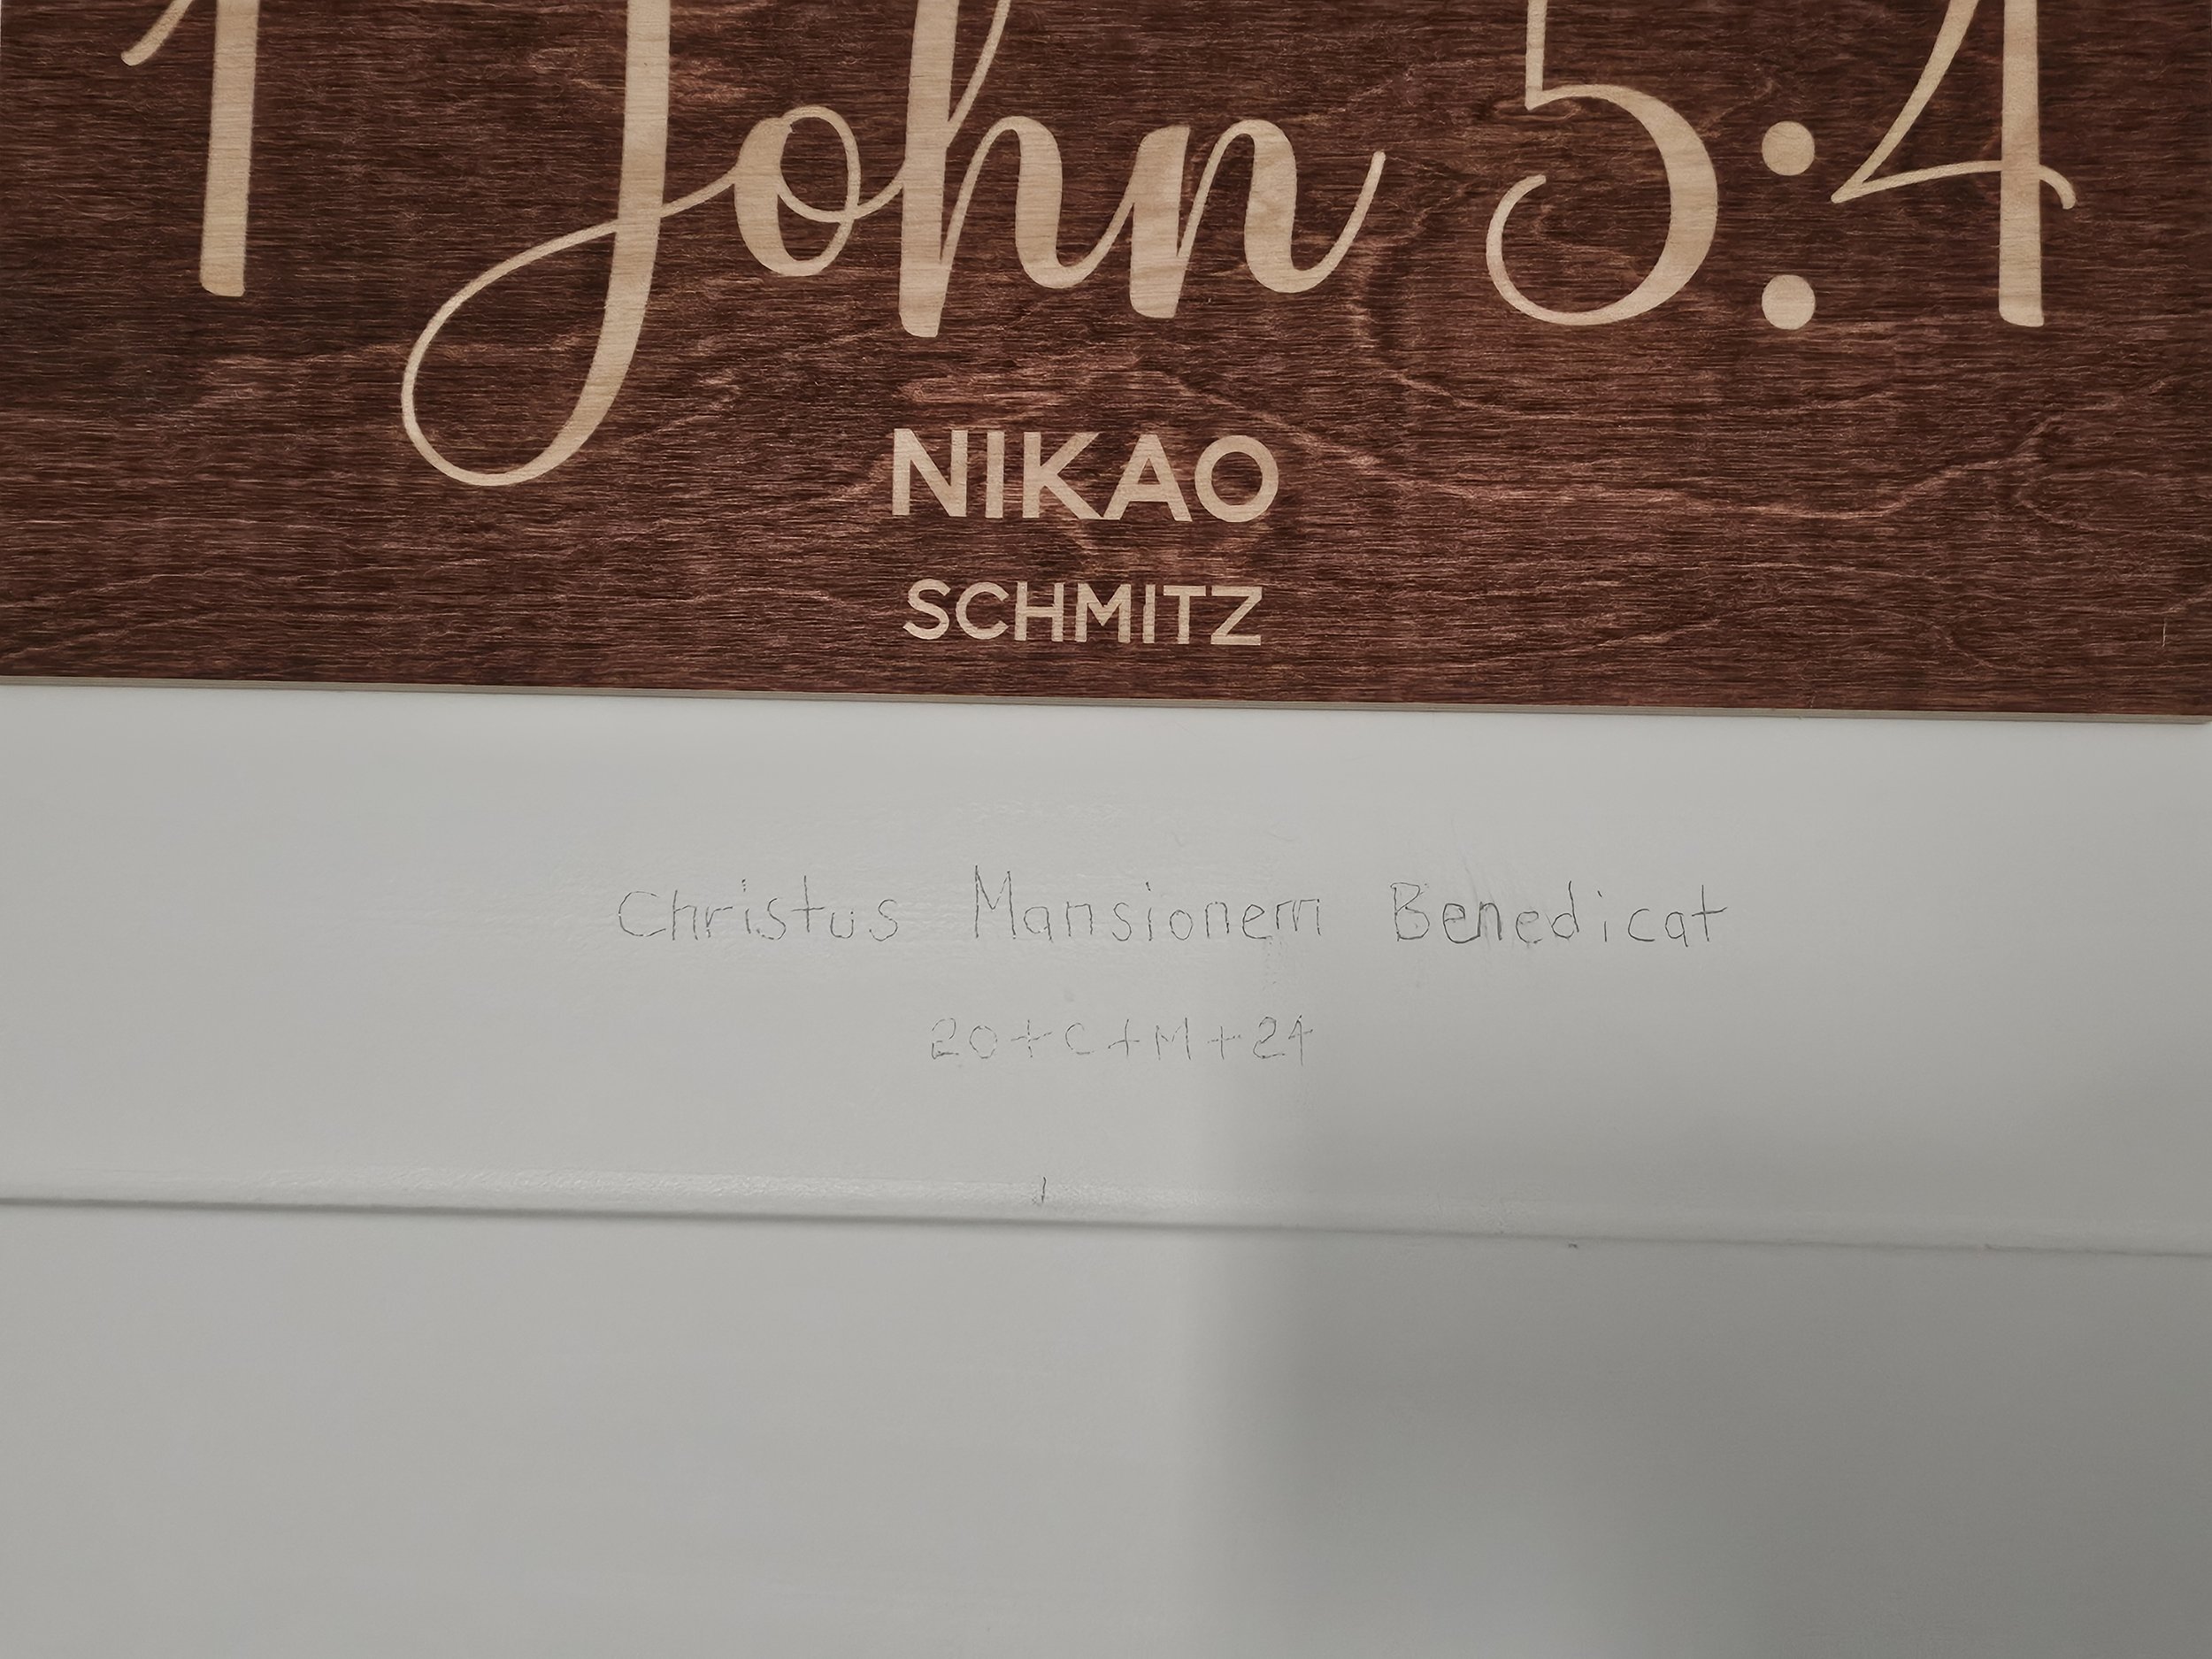 1 John 5:4
NIKAO
SCHMITZ
Christus Mansionem Benedicat
20+C+M+24